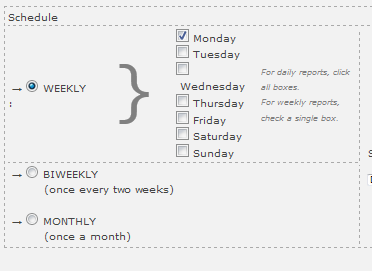 Schedule
→ WEEKLY
}
Monday
Tuesday
Wednesday
Thursday
Friday
Saturday
Sunday
For daily reports, click
all boxes.
For weekly reports,
check a single box.
:
→ BIWEEKLY
(once every two weeks)
→ MONTHLY
(once a month)